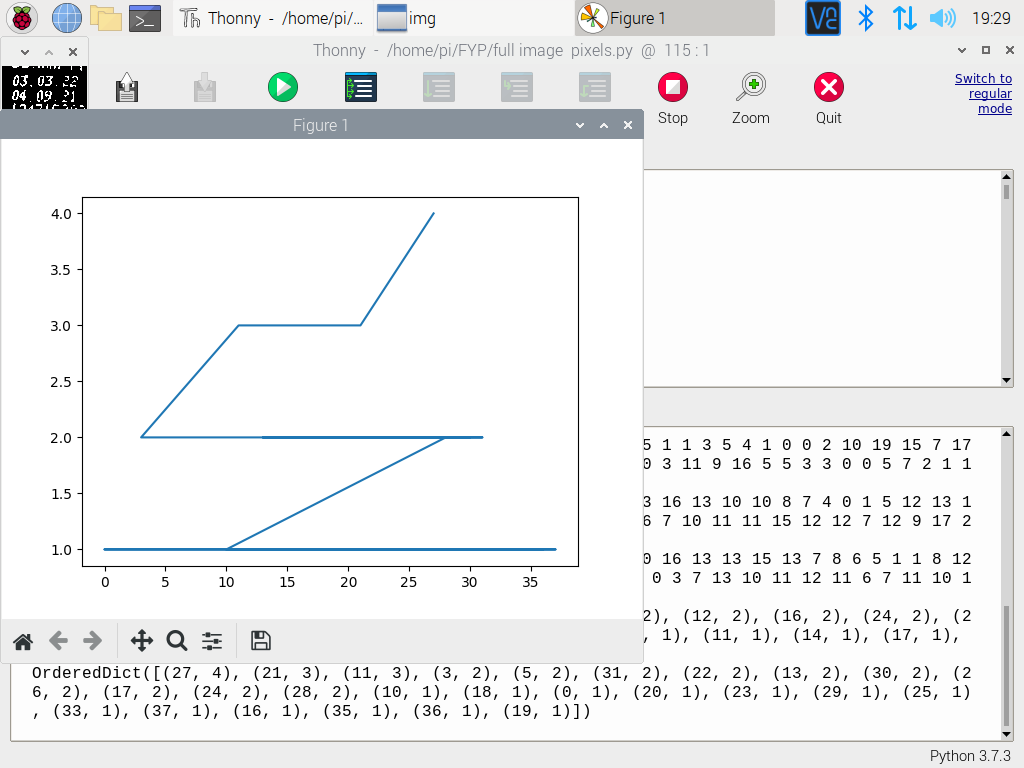 Thonny - /home/pi/...
img
Figure 1
19:29
Thonny - /home/pi/FYP/full image pixels.py @ 115 : 1
03.03.22
04.09.21
Stop
Zoom
Quit
Switch to
regular
mode
Figure 1
4.0
3.5
3.0
2.5
2.0
1.5
1.0
0 5 10 15 20 25 30 35
5 1 1 3 5 4 1 0 0 2 10 19 15 7 17
0 3 11 9 16 5 5 3 3 0 0 5 7 2 1 1
3 16 13 10 10 8 7 4 0 1 5 12 13 1
6 7 10 11 11 15 12 12 7 12 9 17 2
0 16 13 13 15 13 7 8 6 5 1 1 8 12
0 3 7 13 10 11 12 11 6 7 11 10 1
2), (12, 2), (16, 2), (24, 2), (2
, 1), (11, 1), (14, 1), (17, 1),
OrderedDict([(27, 4), (21, 3), (11, 3), (3, 2), (5, 2), (31, 2), (22, 2), (13, 2), (30, 2), (2
6, 2), (17, 2), (24, 2), (28, 2), (10, 1), (18, 1), (0, 1), (20, 1), (23, 1), (29, 1), (25, 1)
, (33, 1), (37, 1), (16, 1), (35, 1), (36, 1), (19, 1)])
Python 3.7.3